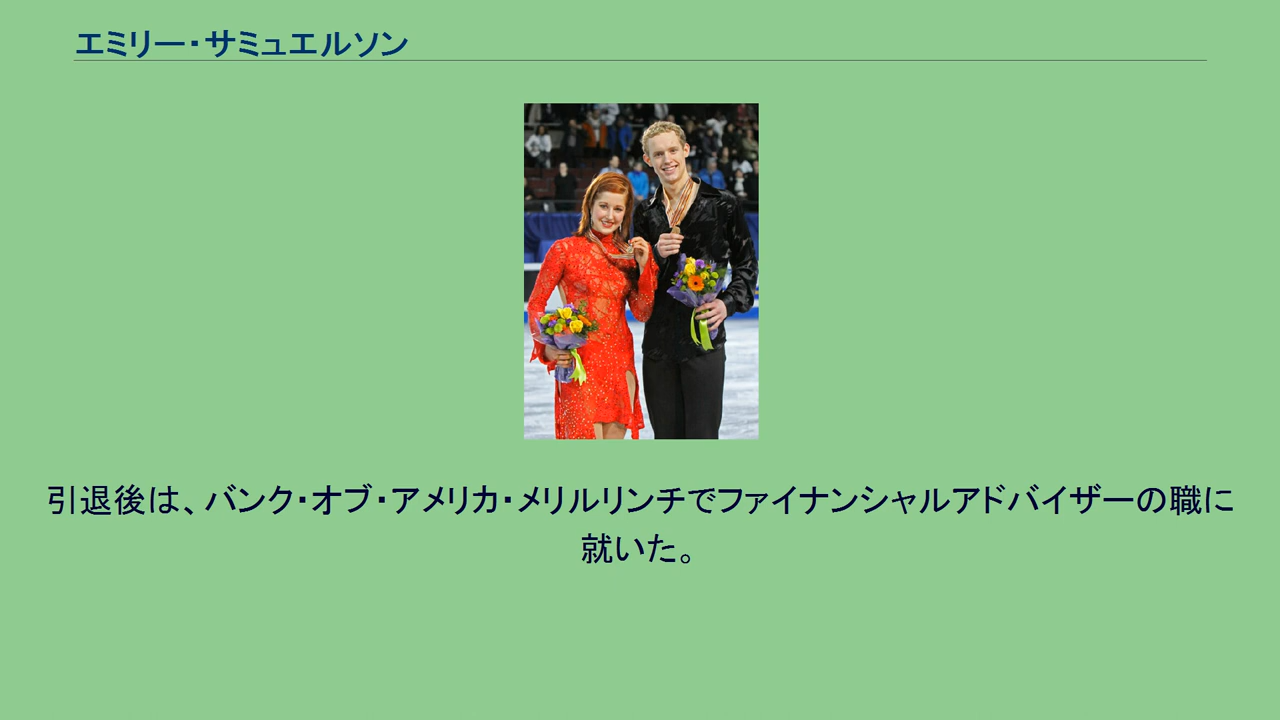 エミリー・サミュエルソン
引退後は、バンク・オブ・アメリカ・メリルリンチでファイナンシャルアドバイザーの職に
就いた。